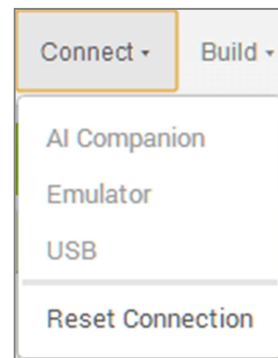 Connect ▾ Build ▾
AI Companion
Emulator
USB
Reset Connection